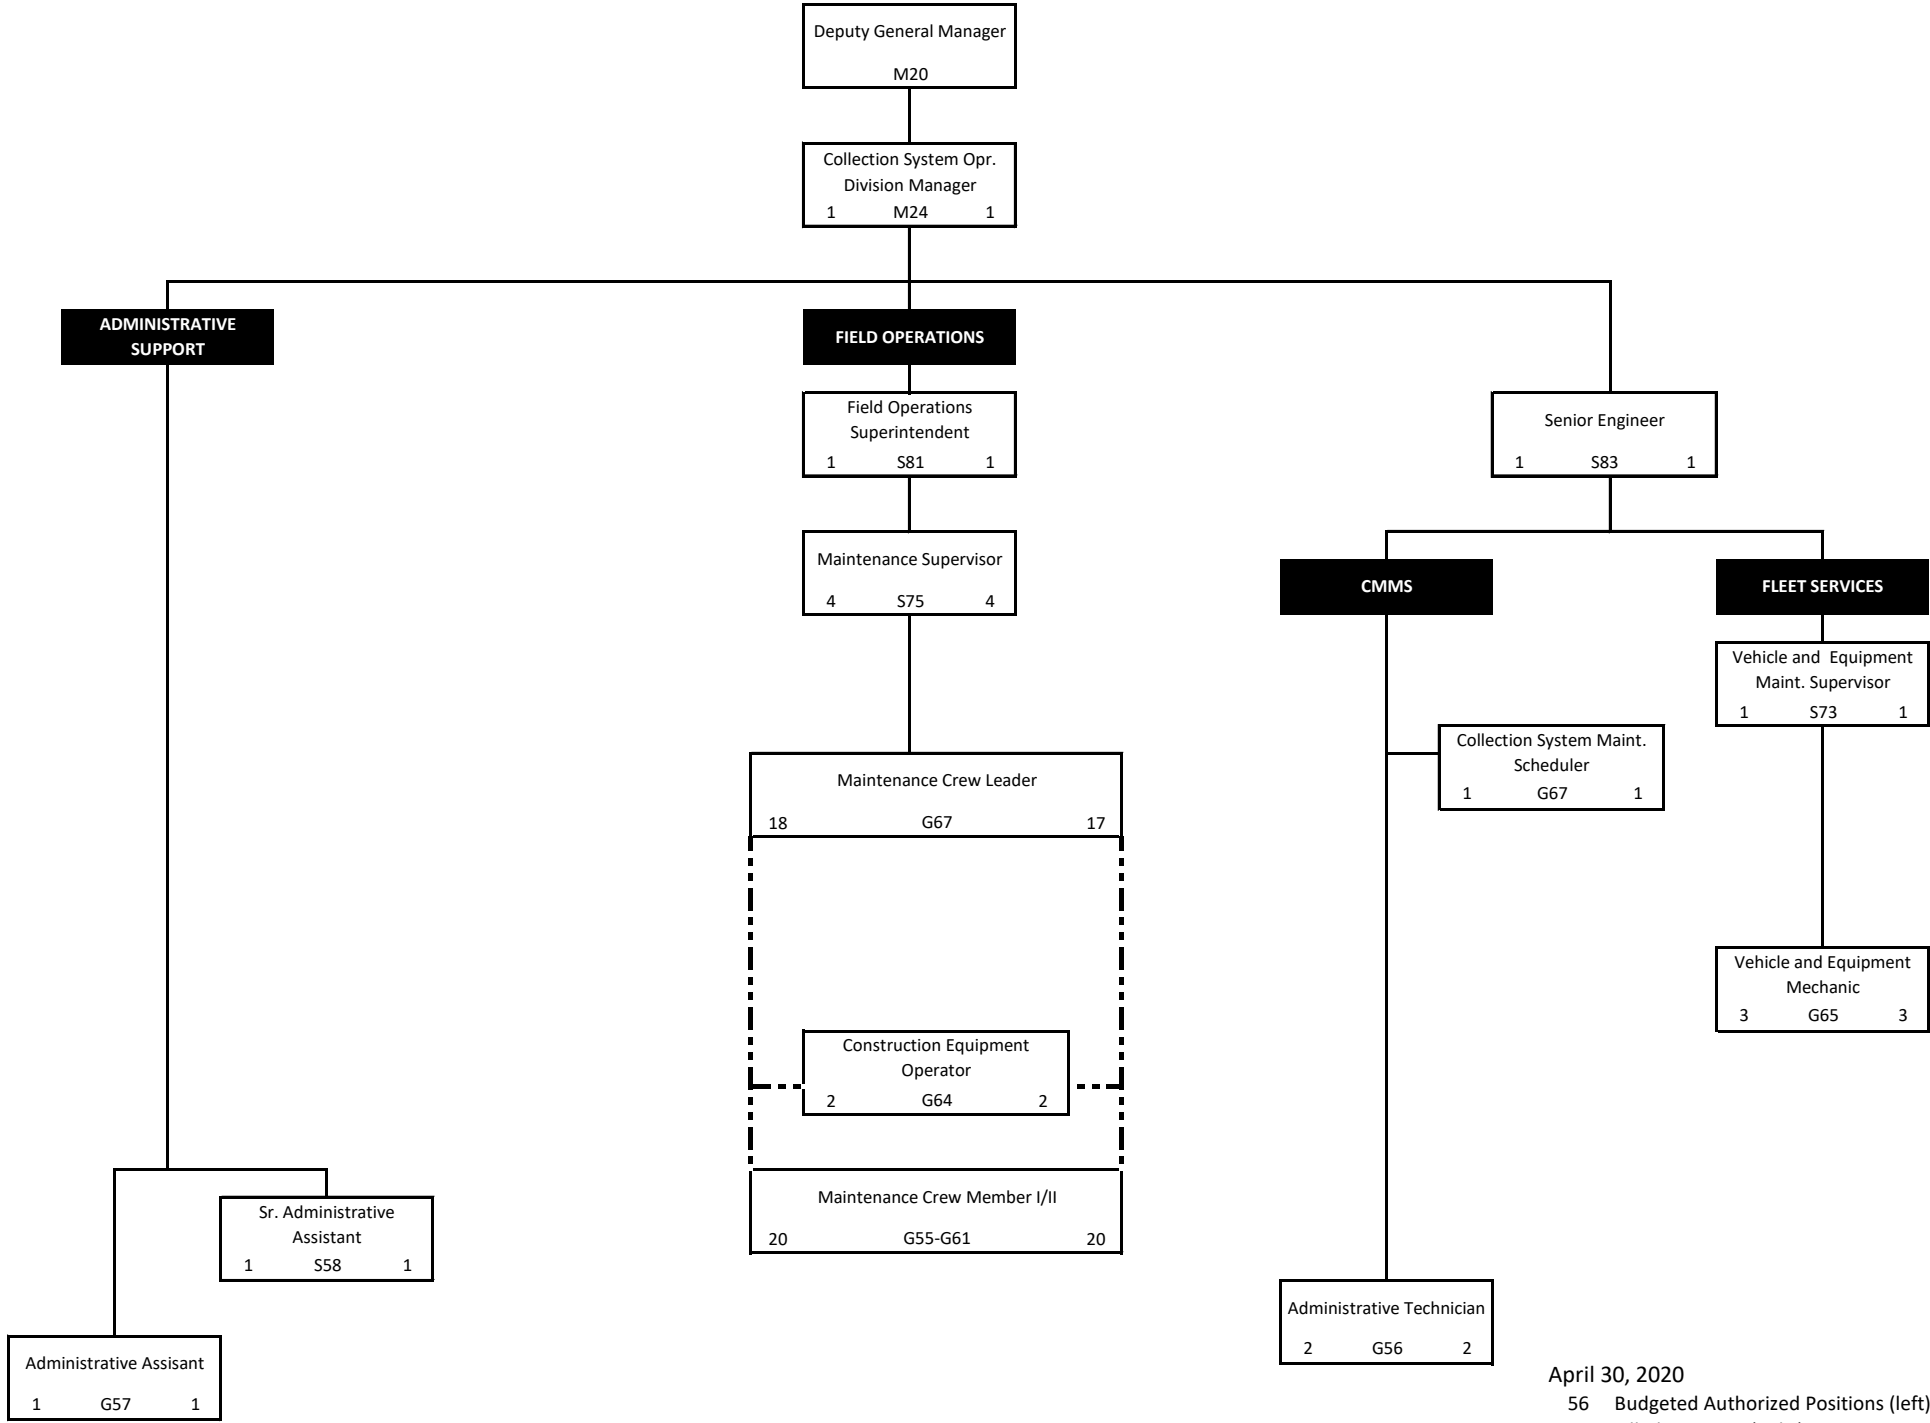 Deputy General Manager
M20
Collection System Opr.
Division Manager
1 M24 1
ADMINISTRATIVE
SUPPORT
FIELD OPERATIONS
Field Operations
Superintendent
1 S81 1
Senior Engineer
1 S83 1
Maintenance Supervisor
4 S75 4
CMMS
FLEET SERVICES
Vehicle and Equipment
Maint. Supervisor
1 S73 1
Collection System Maint.
Scheduler
1 G67 1
Maintenance Crew Leader
18 G67 17
Vehicle and Equipment
Mechanic
3 G65 3
Construction Equipment
Operator
2 G64 2
Maintenance Crew Member I/II
20 G55-G61 20
Sr. Administrative
Assistant
1 S58 1
Administrative Technician
2 G56 2
Administrative Assisant
1 G57 1
April 30, 2020
56 Budgeted Authorized Positions (left)